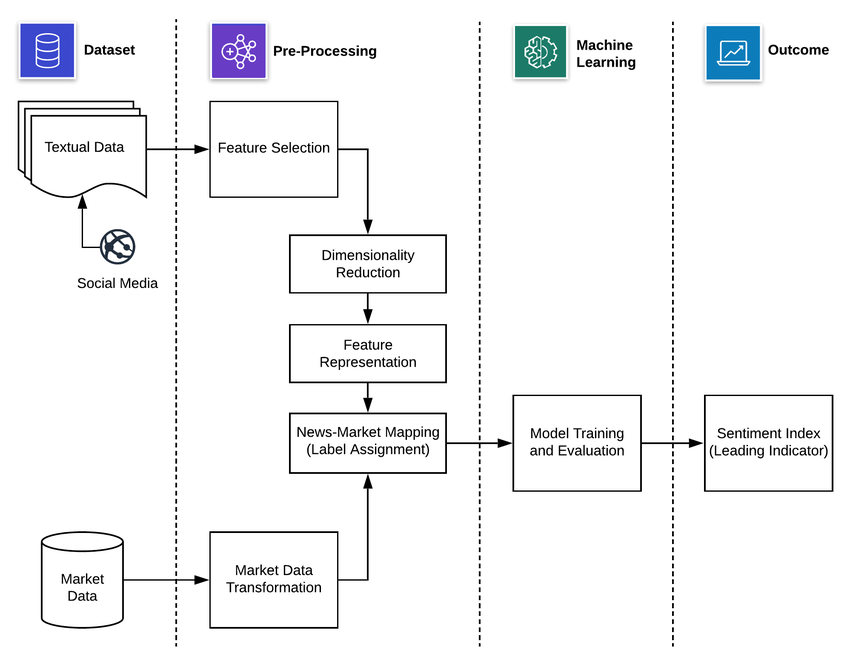 Dataset
Pre-Processing
Machine
Learning
Outcome
Textual Data
Social Media
Feature Selection
Dimensionality
Reduction
Feature
Representation
News-Market Mapping
(Label Assignment)
Model Training
and Evaluation
Sentiment Index
(Leading Indicator)
Market
Data
Market Data
Transformation